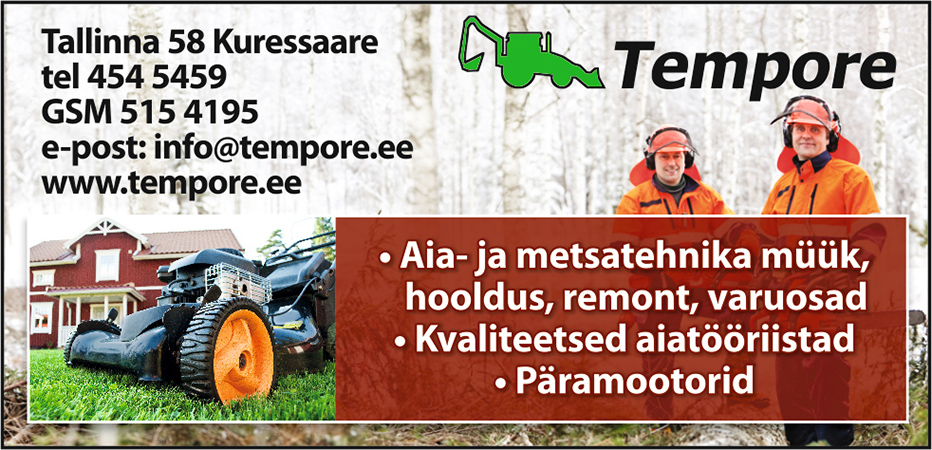 Tallinna 58 Kuressaare
tel 454 5459
GSM 515 4195
e-post: info@tempore.ee
www.tempore.ee
Tempore
• Aia- ja metsatehnika müük,
hooldus, remont, varuosad
• Kvaliteetsed aiatööriistad
• Päramootorid